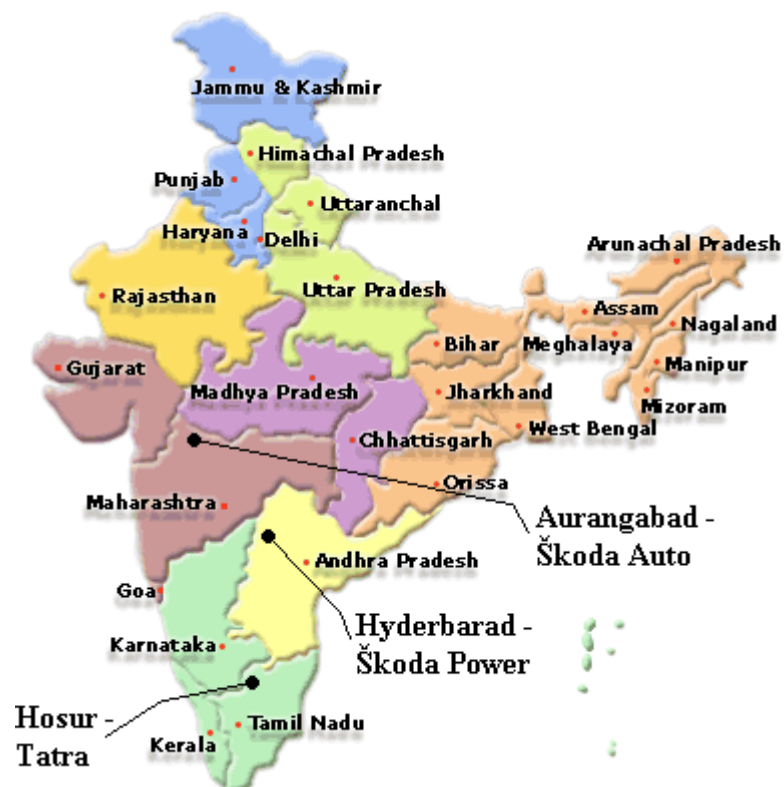 Jammu & Kashmir
Himachal Pradesh
Punjab
Uttaranchal
Haryana
Delhi
Arunachal Pradesh
Rajasthan
Uttar Pradesh
Assam
Nagaland
Bihar
Meghalaya
Gujarat
Manipur
Madhya Pradesh
Jharkhand
Mizoram
West Bengal
Chhattisgarh
Orissa
Maharashtra
Aurangabad -
Škoda Auto
Andhra Pradesh
Goa
Hyderbarad -
Škoda Power
Karnataka
Hosur -
Tatra
Tamil Nadu
Kerala